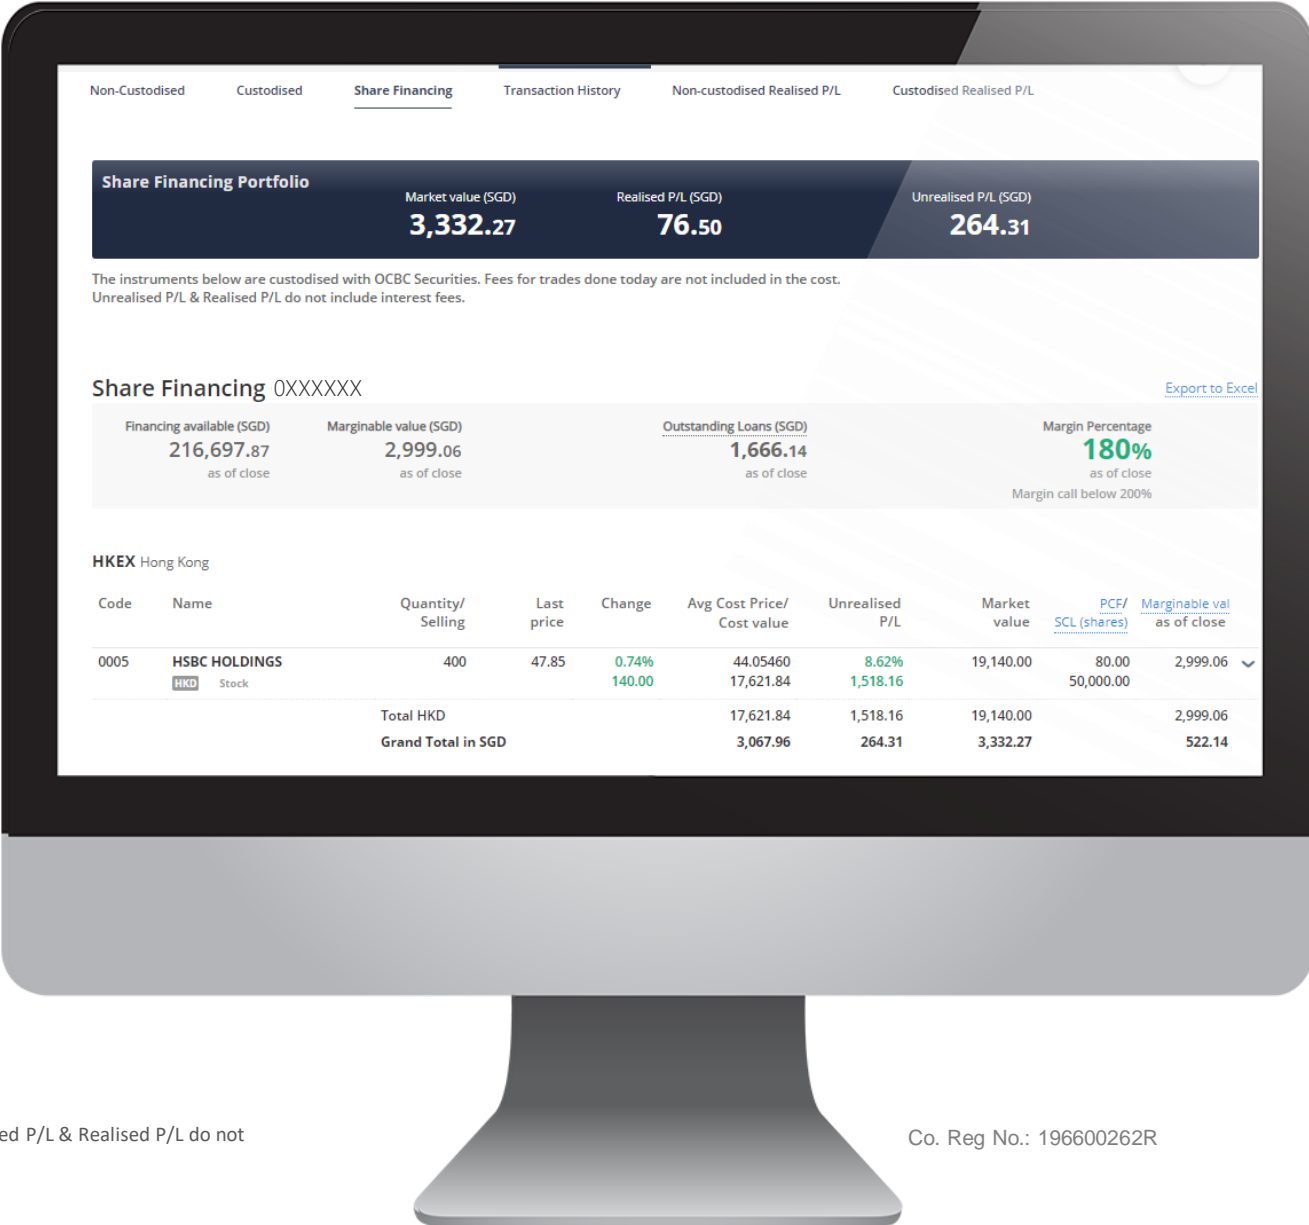 Non-Custodised Custodised Share Financing Transaction History Non-custodised Realised P/L Custodised Realised P/L
Share Financing Portfolio
Market value (SGD) Realised P/L (SGD) Unrealised P/L (SGD)
3,332.27 76.50 264.31
The instruments below are custodised with OCBC Securities. Fees for trades done today are not included in the cost.
Unrealised P/L & Realised P/L do not include interest fees.
Share Financing 0XXXXXX Export to Excel
Financing available (SGD) Marginable value (SGD) Outstanding Loans (SGD) Margin Percentage
216,697.87 2,999.06 1,666.14 180%
as of close as of close as of close as of close
Margin call below 200%
HKEX Hong Kong
Code Name Quantity/ Last Change Avg Cost Price/ Unrealised Market PCF/ Marginable val
Selling price Cost value P/L value SCL (shares) as of close
0005 HSBC HOLDINGS 400 47.85 0.74% 44.05460 8.62% 19,140.00 80.00 2,999.06
HKD Stock 140.00 17,621.84 1,518.16 50,000.00
Total HKD 17,621.84 1,518.16 19,140.00 2,999.06
Grand Total in SGD 3,067.96 264.31 3,332.27 522.14
ed P/L & Realised P/L do not
Co. Reg No.: 196600262R